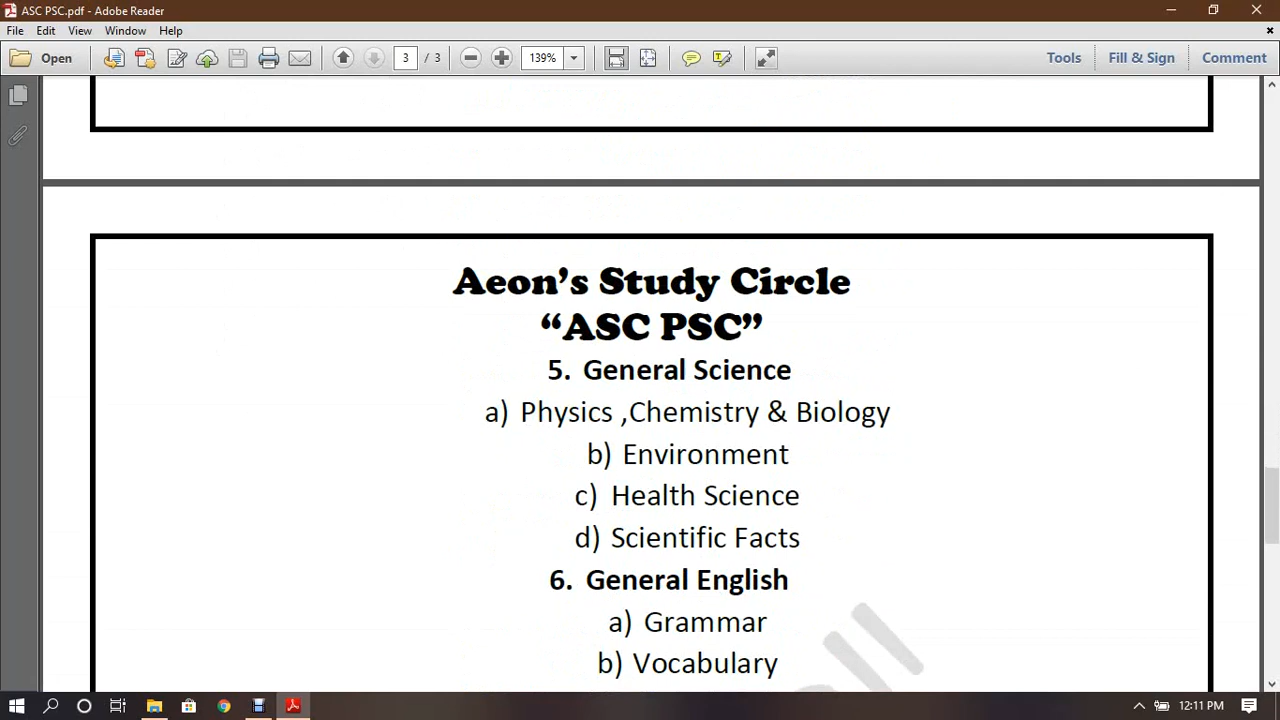 ASC PSC.pdf - Adobe Reader
File Edit View Window Help
Open 3 / 3 139% Tools Fill & Sign Comment
Aeon’s Study Circle
“ASC PSC”
5. General Science
a) Physics ,Chemistry & Biology
b) Environment
c) Health Science
d) Scientific Facts
6. General English
a) Grammar
b) Vocabulary
12:11 PM